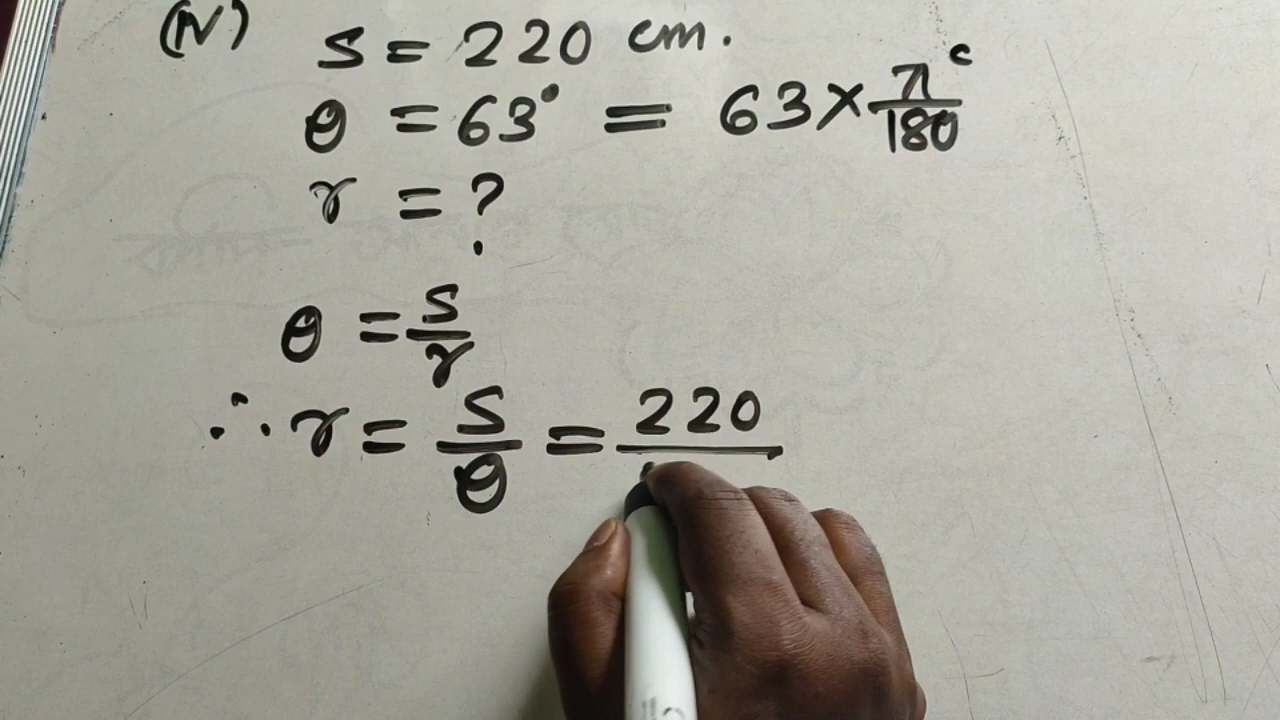 (IV) s = 220 cm.
θ = 63° = 63 × π/180 ᶜ
r = ?
θ = s/r
∴ r = s/θ = 220/